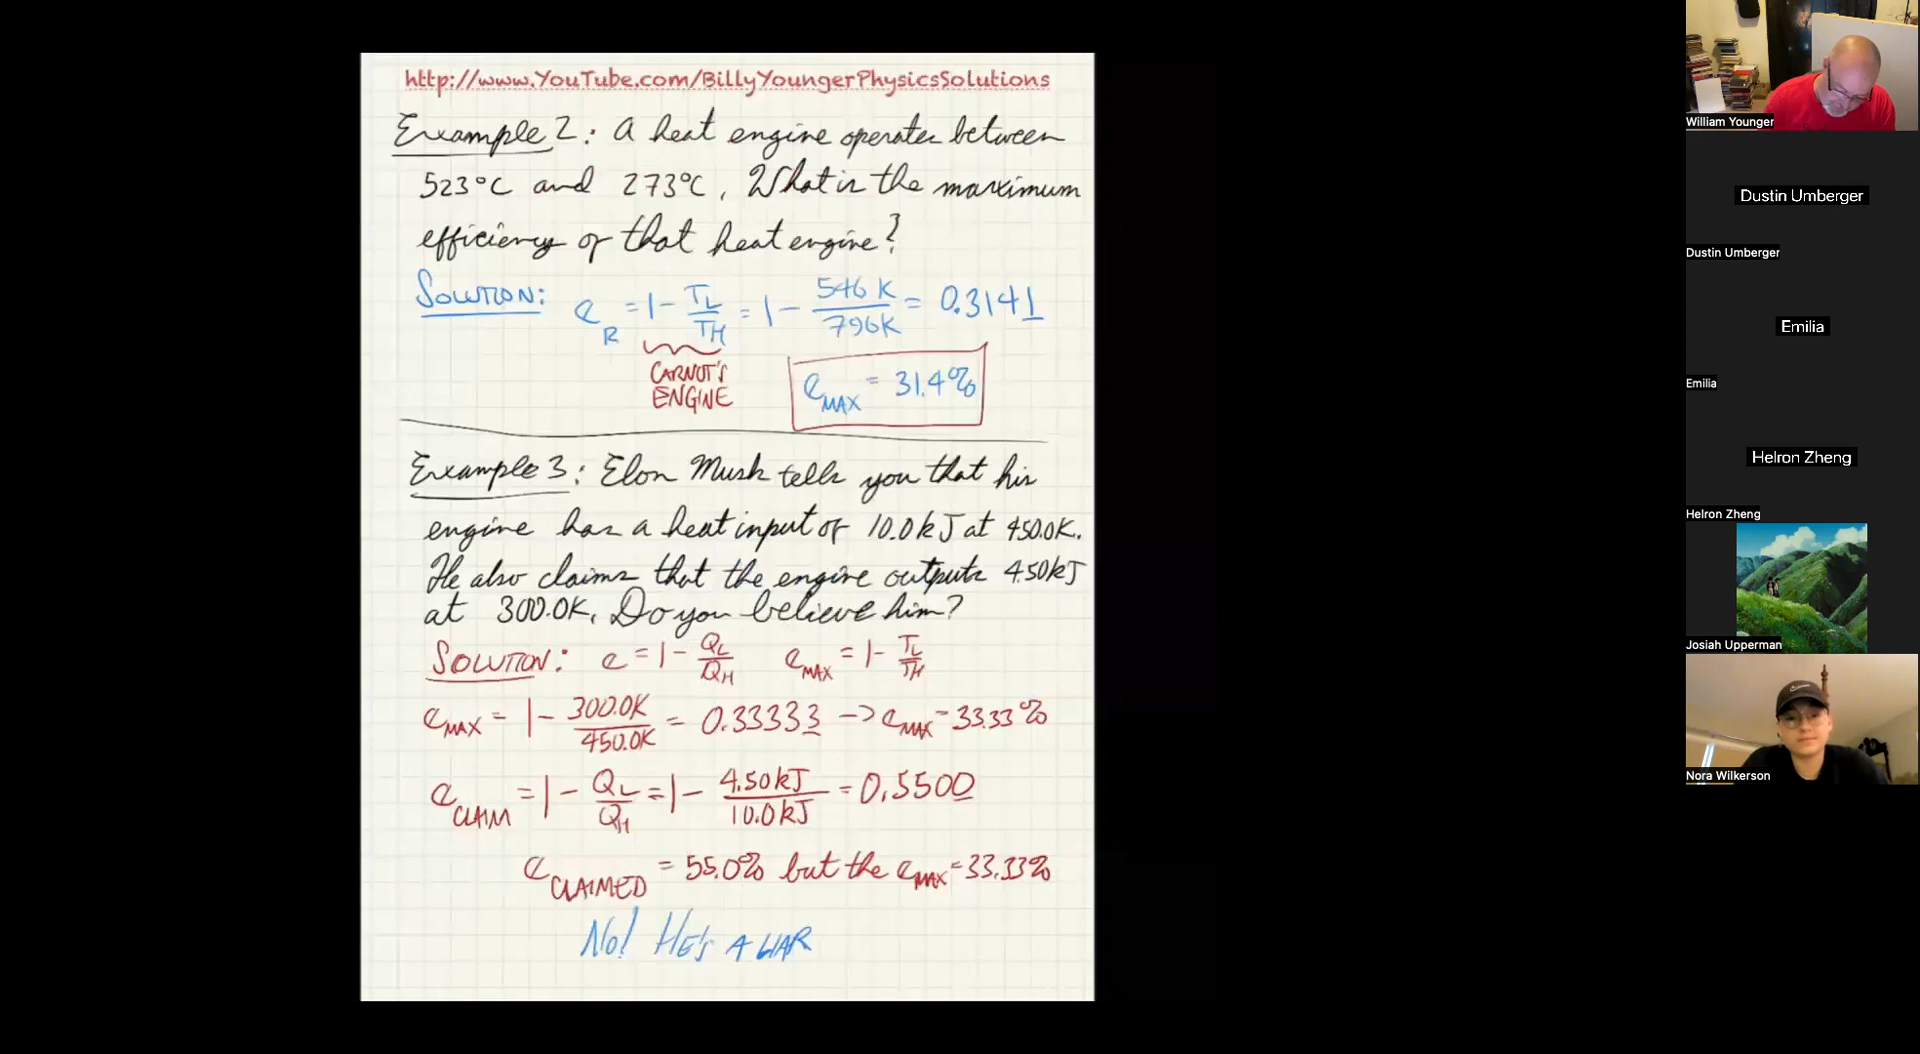 http://www.YouTube.com/BillyYoungerPhysicsSolutions
Example 2: A heat engine operates between
523°C and 273°C. What is the maximum
efficiency of that heat engine?
SOLUTION: e_R = 1 - T_L/T_H = 1 - 546 K/796K = 0.3141
CARNOT'S
ENGINE
e_MAX = 31.4%
Example 3: Elon Musk tells you that his
engine has a heat input of 10.0 kJ at 450.0K.
He also claims that the engine outputs 4.50kJ
at 300.0K. Do you believe him?
SOLUTION: e = 1 - Q_L/Q_H e_MAX = 1 - T_L/T_H
e_MAX = 1 - 300.0K/450.0K = 0.33333 -> e_MAX = 33.33%
e_CLAIM = 1 - Q_L/Q_H = 1 - 4.50kJ/10.0kJ = 0.5500
e_CLAIMED = 55.0% but the e_MAX = 33.33%
No! HE'S A LIAR
William Younger
Dustin Umberger
Dustin Umberger
Emilia
Emilia
Helron Zheng
Helron Zheng
Josiah Upperman
Nora Wilkerson